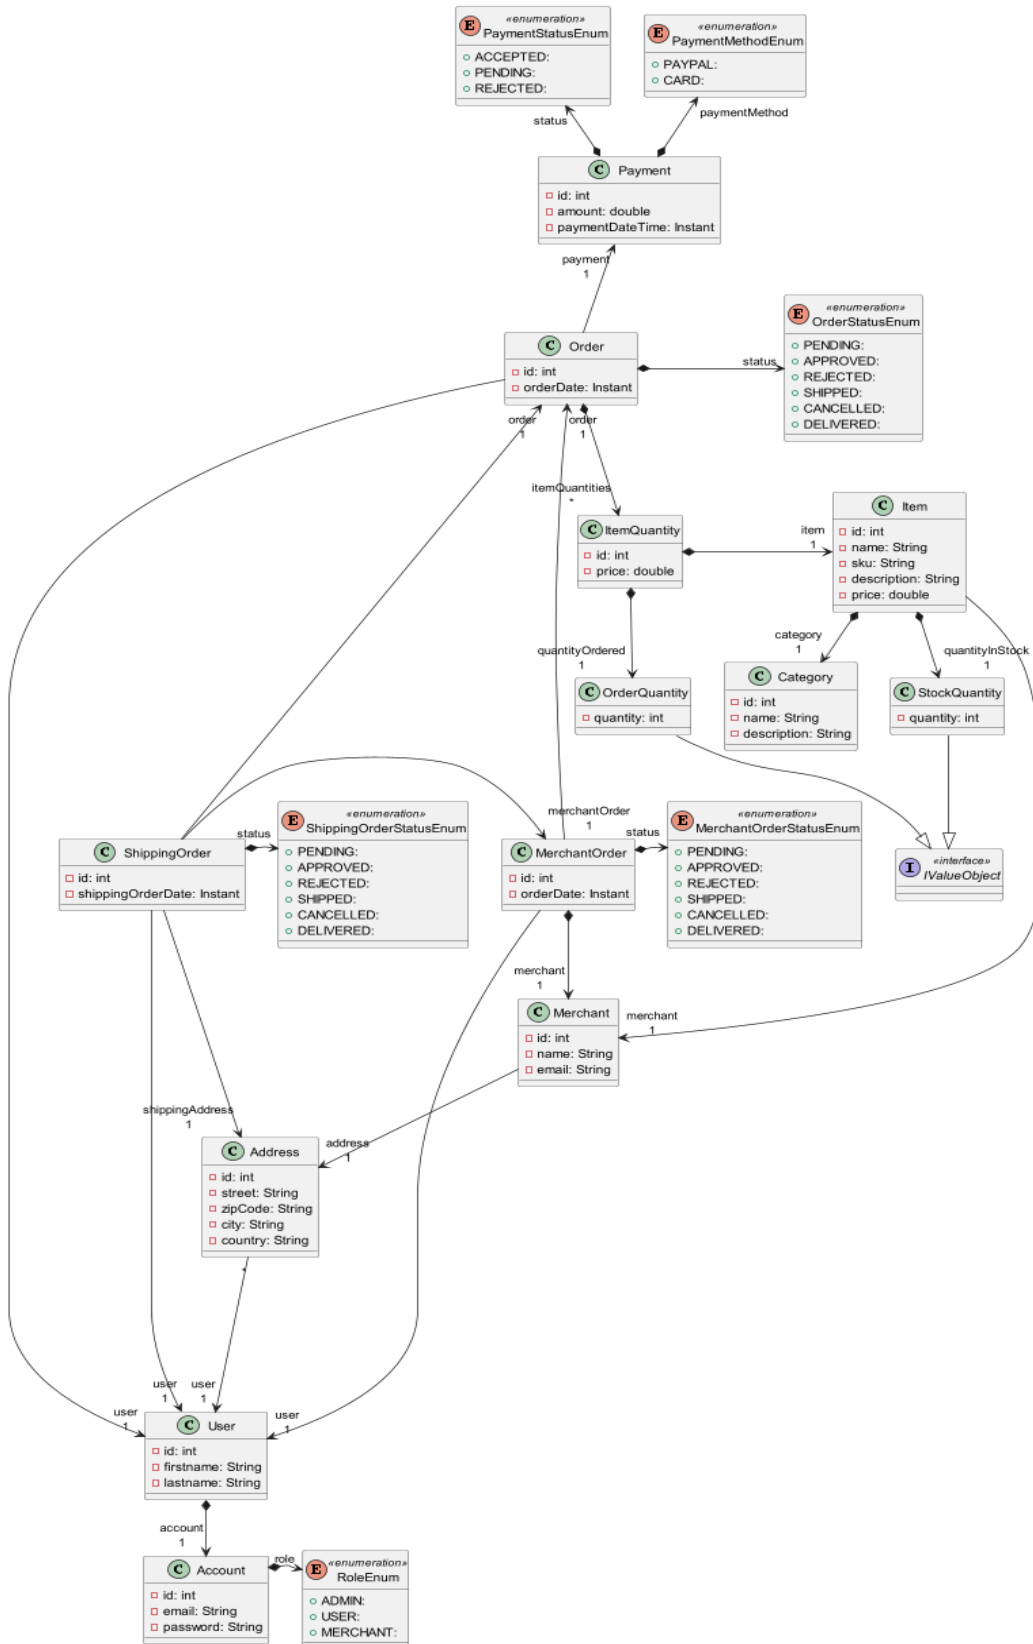 «enumeration»
E PaymentStatusEnum
ACCEPTED:
PENDING:
REJECTED:
«enumeration»
E PaymentMethodEnum
PAYPAL:
CARD:
status
paymentMethod
C Payment
id: int
amount: double
paymentDateTime: Instant
payment
1
«enumeration»
E OrderStatusEnum
PENDING:
APPROVED:
REJECTED:
SHIPPED:
CANCELLED:
DELIVERED:
C Order
id: int
orderDate: Instant
status
order
1
order
1
itemQuantities
*
C ItemQuantity
id: int
price: double
item
1
C Item
id: int
name: String
sku: String
description: String
price: double
quantityOrdered
1
category
1
quantityInStock
1
C OrderQuantity
quantity: int
C Category
id: int
name: String
description: String
C StockQuantity
quantity: int
merchantOrder
1
C ShippingOrder
id: int
shippingOrderDate: Instant
status
«enumeration»
E ShippingOrderStatusEnum
PENDING:
APPROVED:
REJECTED:
SHIPPED:
CANCELLED:
DELIVERED:
C MerchantOrder
id: int
orderDate: Instant
status
«enumeration»
E MerchantOrderStatusEnum
PENDING:
APPROVED:
REJECTED:
SHIPPED:
CANCELLED:
DELIVERED:
«interface»
I IValueObject
merchant
1
C Merchant
id: int
name: String
email: String
merchant
1
shippingAddress
1
address
1
C Address
id: int
street: String
zipCode: String
city: String
country: String
*
user
1
user
1
user
1
user
1
C User
id: int
firstname: String
lastname: String
account
1
C Account
id: int
email: String
password: String
role
«enumeration»
E RoleEnum
ADMIN:
USER:
MERCHANT: